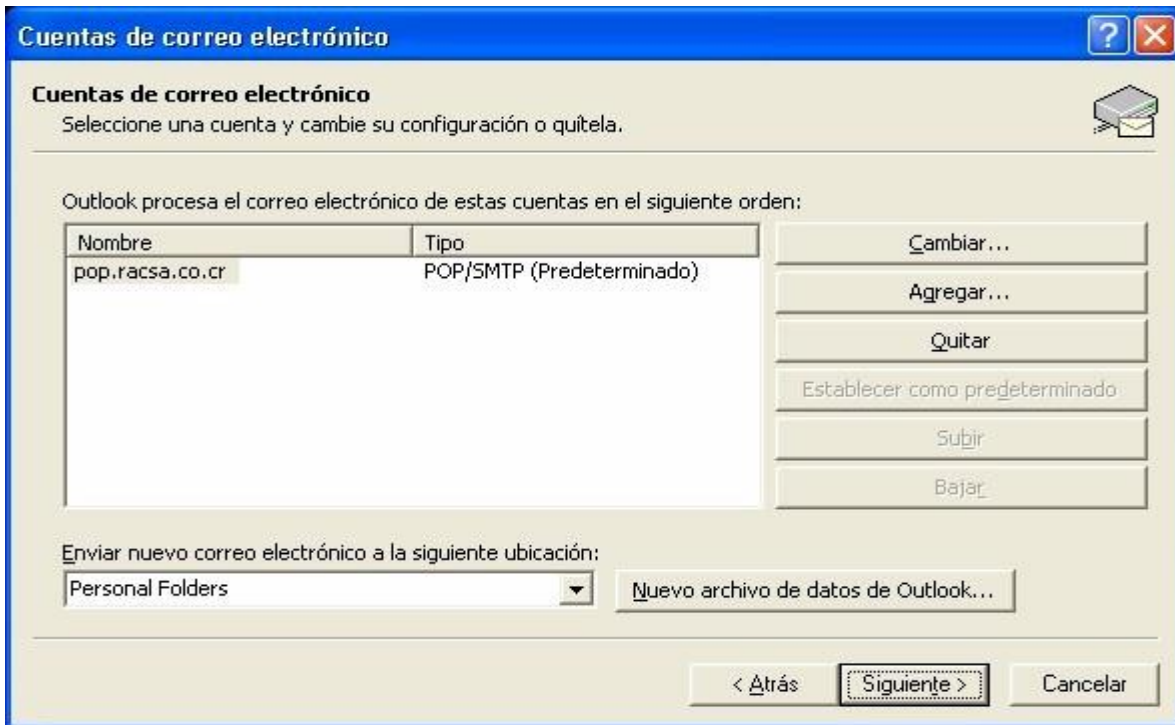 Cuentas de correo electrónico
Cuentas de correo electrónico
Seleccione una cuenta y cambie su configuración o quítela.
Outlook procesa el correo electrónico de estas cuentas en el siguiente orden:
Nombre Tipo
pop.racsa.co.cr POP/SMTP (Predeterminado)
Cambiar...
Agregar...
Quitar
Establecer como predeterminado
Subir
Bajar
Enviar nuevo correo electrónico a la siguiente ubicación:
Personal Folders
Nuevo archivo de datos de Outlook...
< Atrás Siguiente > Cancelar